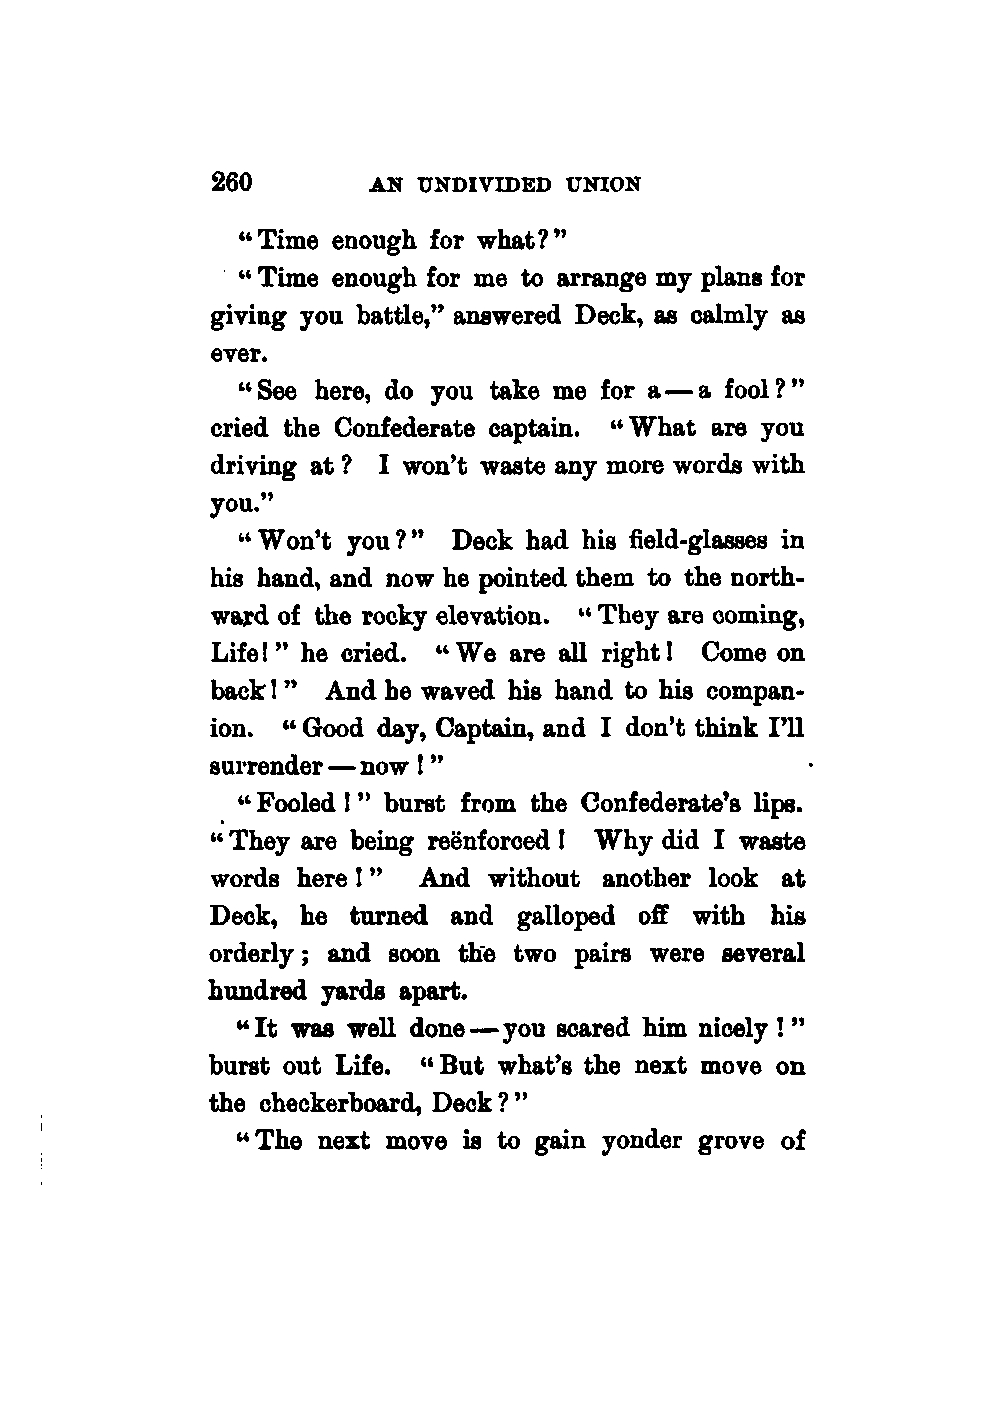 260 AN UNDIVIDED UNION
“Time enough for what?”
“Time enough for me to arrange my plans for
giving you battle,” answered Deck, as calmly as
ever.
“See here, do you take me for a—a fool?”
cried the Confederate captain. “What are you
driving at? I won’t waste any more words with
you.”
“Won’t you?” Deck had his field-glasses in
his hand, and now he pointed them to the north-
ward of the rocky elevation. “They are coming,
Life!” he cried. “We are all right! Come on
back!” And he waved his hand to his compan-
ion. “Good day, Captain, and I don’t think I’ll
surrender—now!”
“Fooled!” burst from the Confederate’s lips.
“They are being reënforced! Why did I waste
words here!” And without another look at
Deck, he turned and galloped off with his
orderly; and soon the two pairs were several
hundred yards apart.
“It was well done—you scared him nicely!”
burst out Life. “But what’s the next move on
the checkerboard, Deck?”
“The next move is to gain yonder grove of